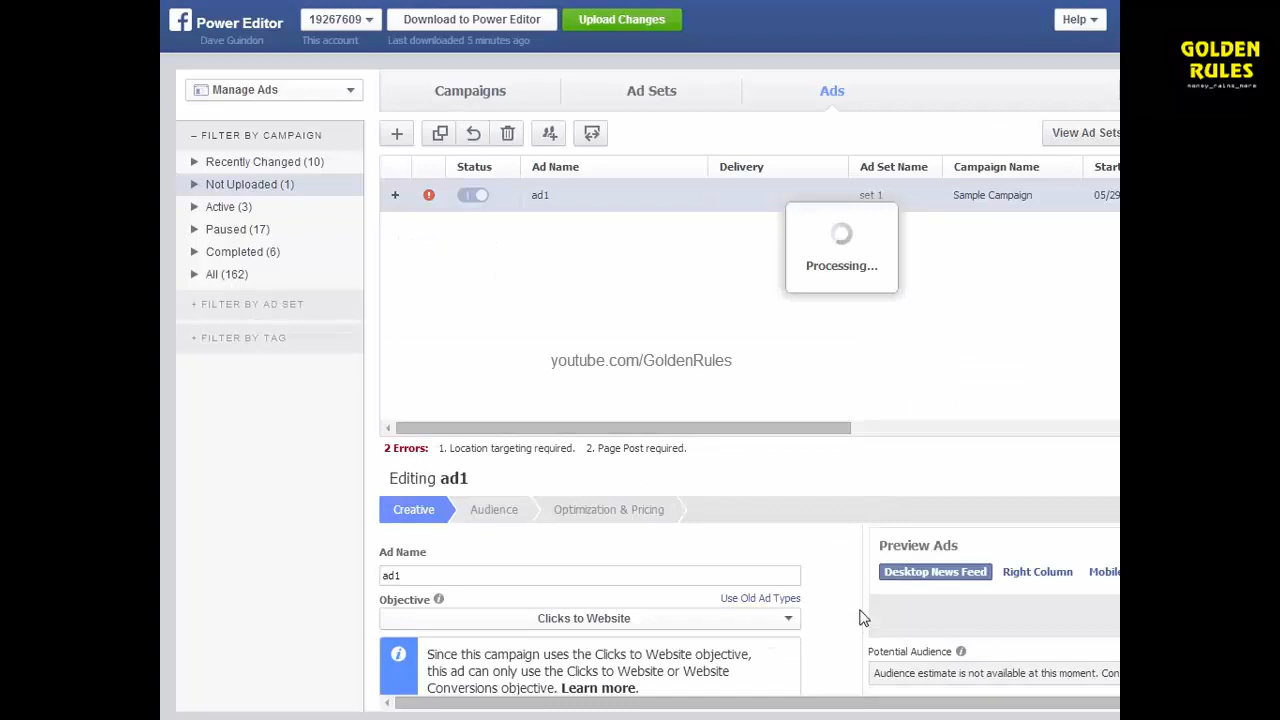 Power Editor
19267609
Download to Power Editor
Upload Changes
Help
Dave Guindon
This account
Last downloaded 5 minutes ago
GOLDEN
RULES
money_rains_here
Manage Ads
Campaigns
Ad Sets
Ads
– FILTER BY CAMPAIGN
Recently Changed (10)
Not Uploaded (1)
Active (3)
Paused (17)
Completed (6)
All (162)
+ FILTER BY AD SET
+ FILTER BY TAG
View Ad Sets
Status
Ad Name
Delivery
Ad Set Name
Campaign Name
Start
ad1
set 1
Sample Campaign
05/29
Processing...
youtube.com/GoldenRules
2 Errors: 1. Location targeting required. 2. Page Post required.
Editing ad1
Creative
Audience
Optimization & Pricing
Ad Name
ad1
Objective
Use Old Ad Types
Clicks to Website
Since this campaign uses the Clicks to Website objective,
this ad can only use the Clicks to Website or Website
Conversions objective. Learn more.
Preview Ads
Desktop News Feed
Right Column
Mobile
Potential Audience
Audience estimate is not available at this moment. Con